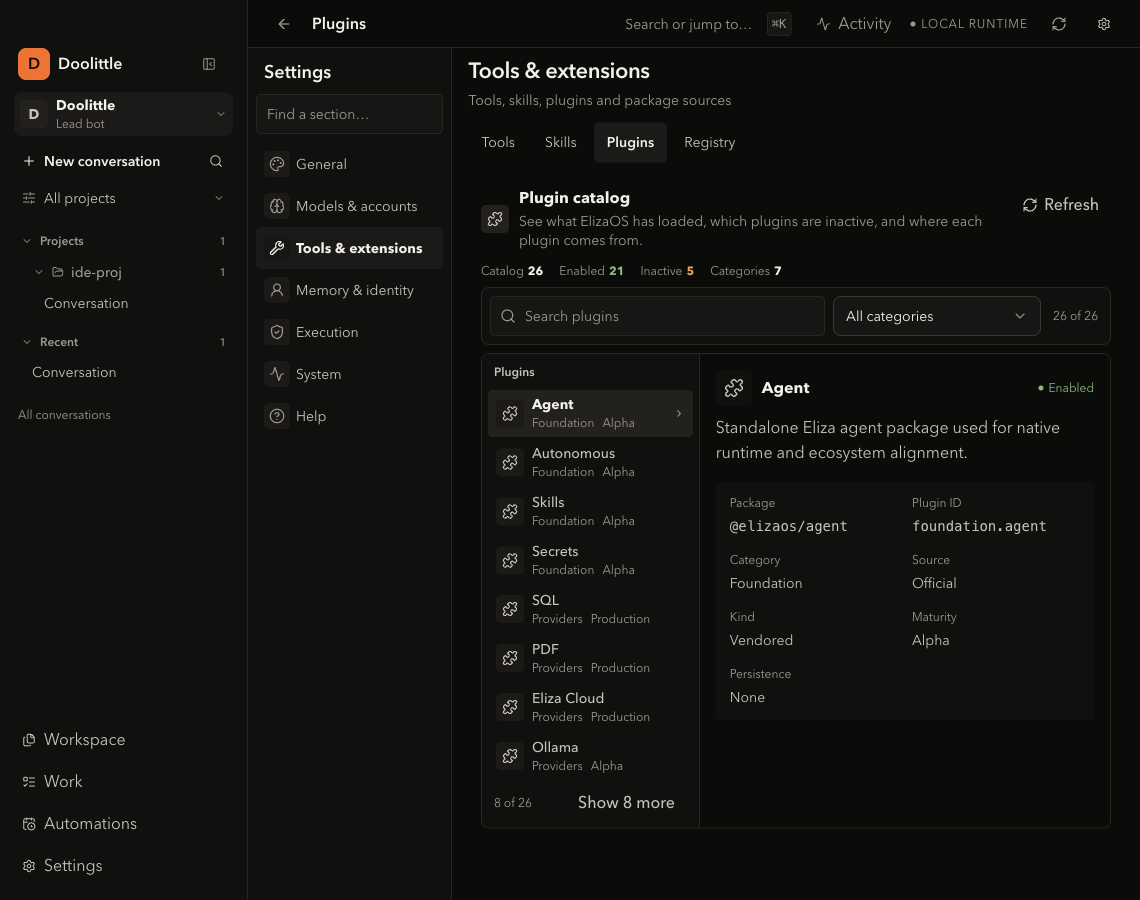 D Doolittle
D Doolittle
Lead bot
New conversation
All projects
Projects 1
ide-proj 1
Conversation
Recent 1
Conversation
All conversations
Workspace
Work
Automations
Settings
Plugins
Search or jump to… ⌘K Activity LOCAL RUNTIME
Settings
Find a section…
General
Models & accounts
Tools & extensions
Memory & identity
Execution
System
Help
Tools & extensions
Tools, skills, plugins and package sources
Tools Skills Plugins Registry
Plugin catalog
See what ElizaOS has loaded, which plugins are inactive, and where each
plugin comes from.
Refresh
Catalog 26 Enabled 21 Inactive 5 Categories 7
Search plugins All categories 26 of 26
Plugins
Agent
Foundation Alpha
Autonomous
Foundation Alpha
Skills
Foundation Alpha
Secrets
Foundation Alpha
SQL
Providers Production
PDF
Providers Production
Eliza Cloud
Providers Production
Ollama
Providers Alpha
8 of 26 Show 8 more
Agent Enabled
Standalone Eliza agent package used for native
runtime and ecosystem alignment.
Package Plugin ID
@elizaos/agent foundation.agent
Category Source
Foundation Official
Kind Maturity
Vendored Alpha
Persistence
None